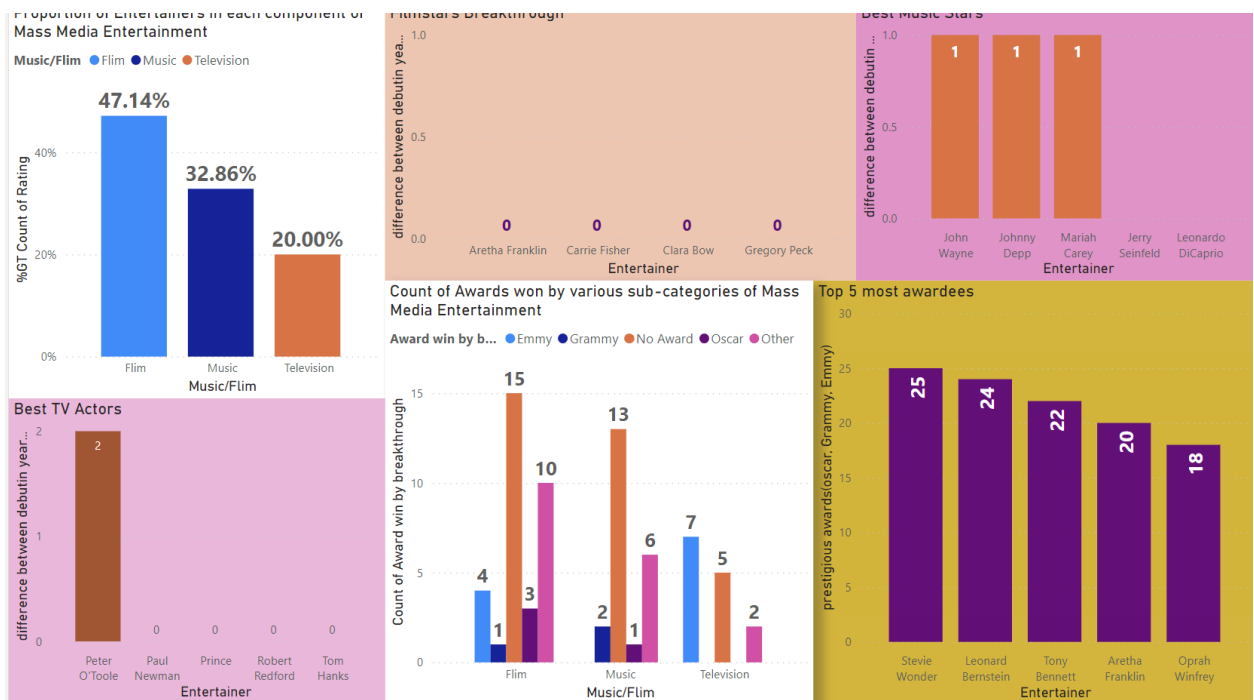 Proportion of Entertainers in each component of
Mass Media Entertainment
Music/Flim Flim Music Television
47.14%
32.86%
20.00%
40%
20%
0%
%GT Count of Rating
Flim Music Television
Music/Flim
Filmstars Breakthrough
difference between debutin yea...
1.0
0.5
0.0
0 0 0 0
Aretha Franklin Carrie Fisher Clara Bow Gregory Peck
Entertainer
Best Music Stars
difference between debutin ...
1.0
0.5
0.0
1 1 1
John
Wayne
Johnny
Depp
Mariah
Carey
Jerry
Seinfeld
Leonardo
DiCaprio
Entertainer
Best TV Actors
difference between debutin year...
2
1
0
2 0 0 0 0
Peter
O'Toole
Paul
Newman
Prince
Robert
Redford
Tom
Hanks
Entertainer
Count of Awards won by various sub-categories of Mass
Media Entertainment
Award win by b... Emmy Grammy No Award Oscar Other
Count of Award win by breakthrough
15
10
5
0
4 1 15 3 10
2 13 1 6
7 5 2
Flim Music Television
Music/Flim
Top 5 most awardees
prestigious awards(oscar, Grammy, Emmy)
30
25
20
15
10
5
0
25 24 22 20 18
Stevie
Wonder
Leonard
Bernstein
Tony
Bennett
Aretha
Franklin
Oprah
Winfrey
Entertainer